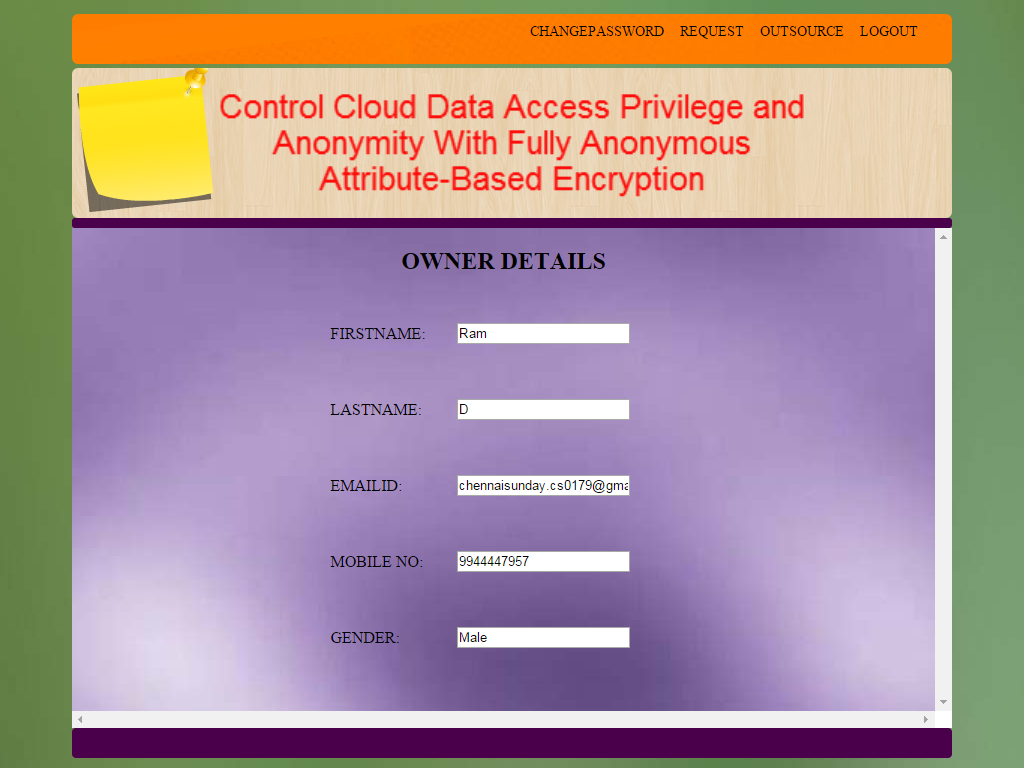 CHANGEPASSWORD REQUEST OUTSOURCE LOGOUT
Control Cloud Data Access Privilege and
Anonymity With Fully Anonymous
Attribute-Based Encryption
OWNER DETAILS
FIRSTNAME: Ram
LASTNAME: D
EMAILID: chennaisunday.cs0179@gma
MOBILE NO: 9944447957
GENDER: Male